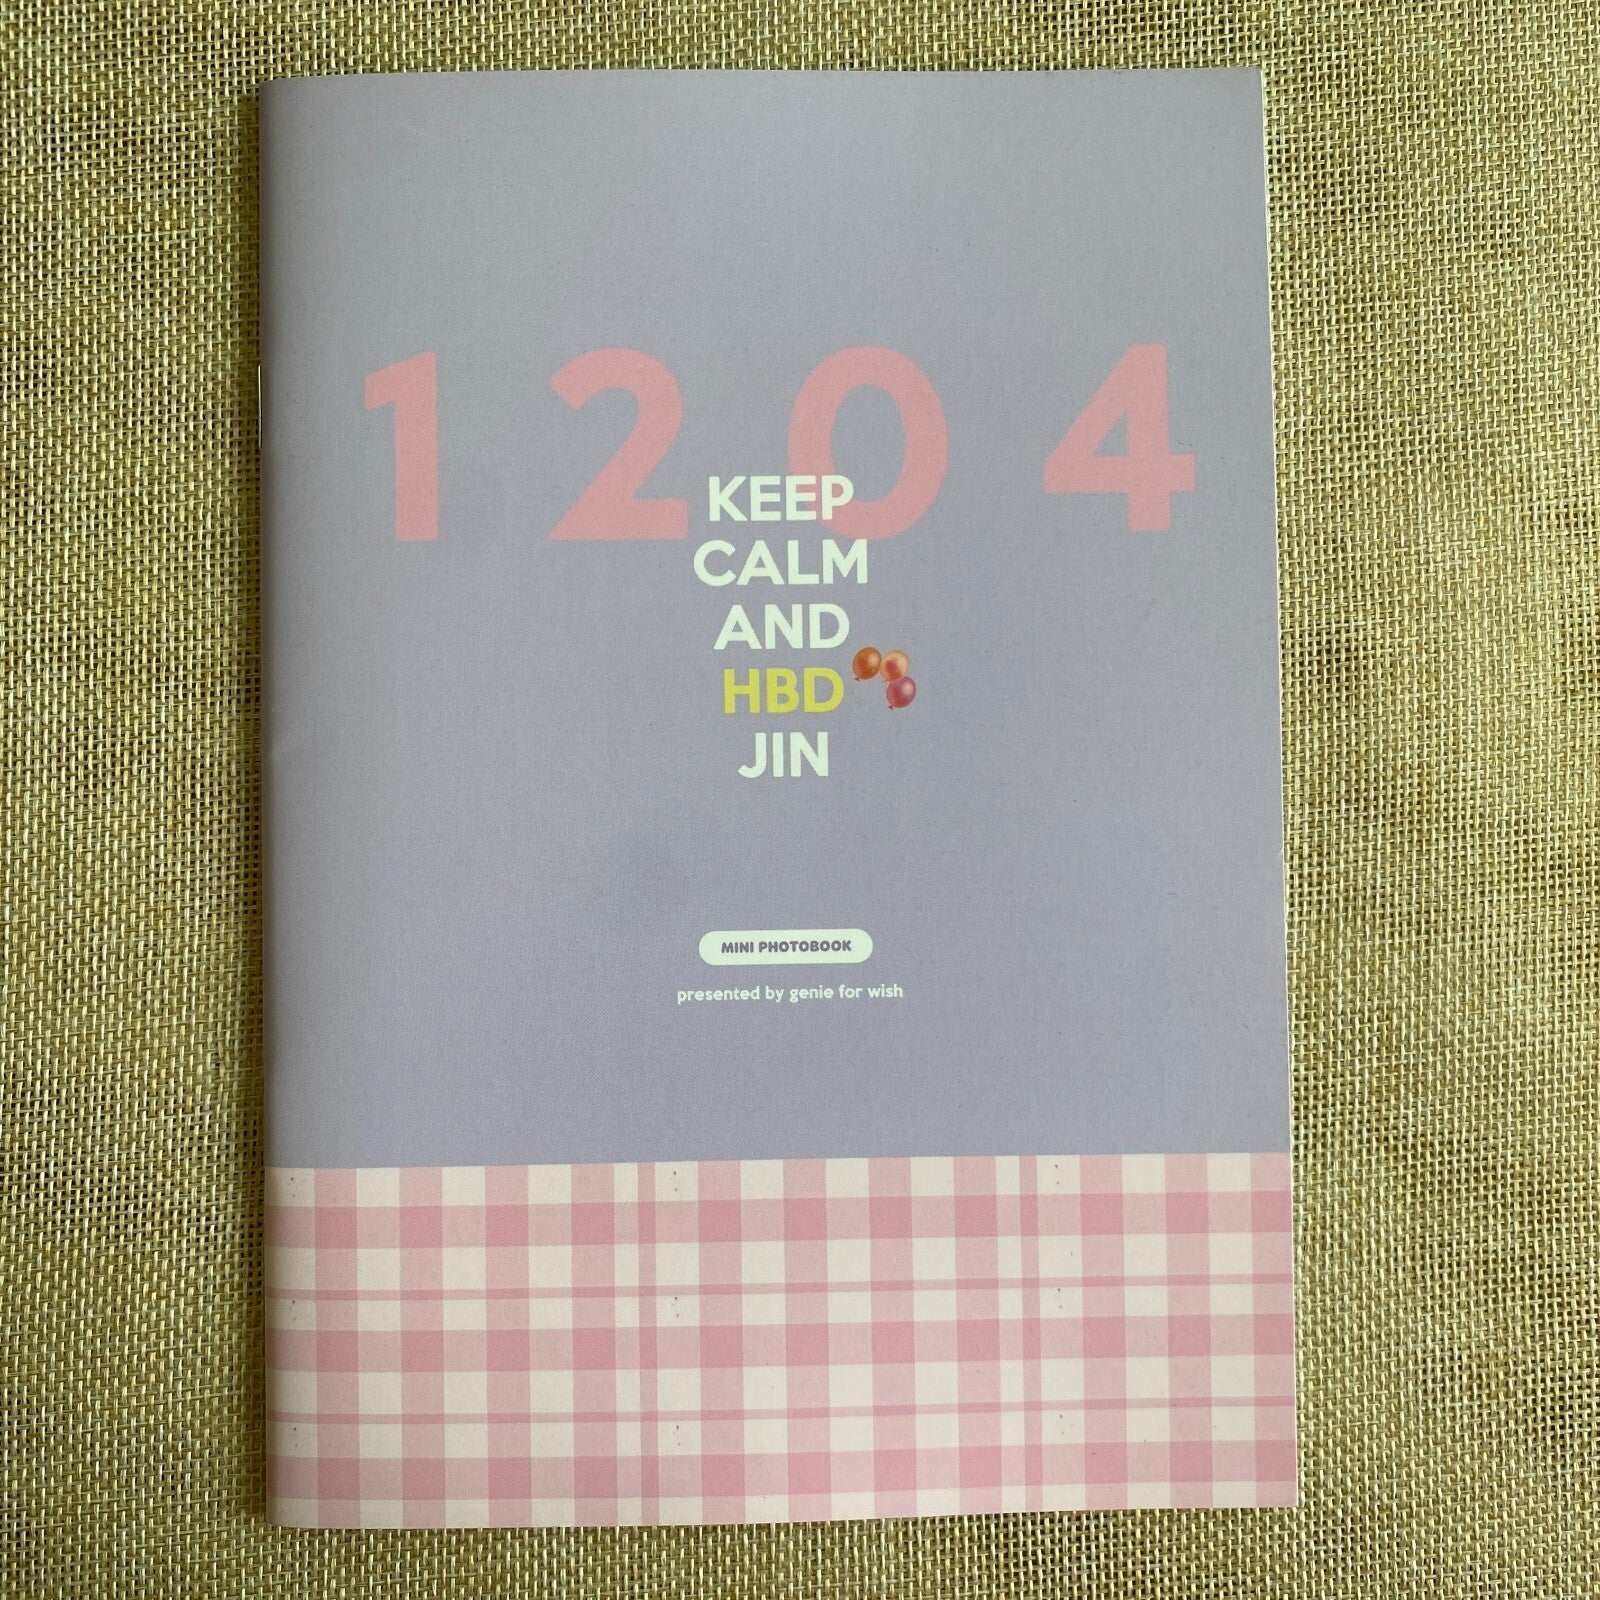 1204
KEEP
CALM
AND
HBD
JIN
MINI PHOTOBOOK
presented by genie for wish